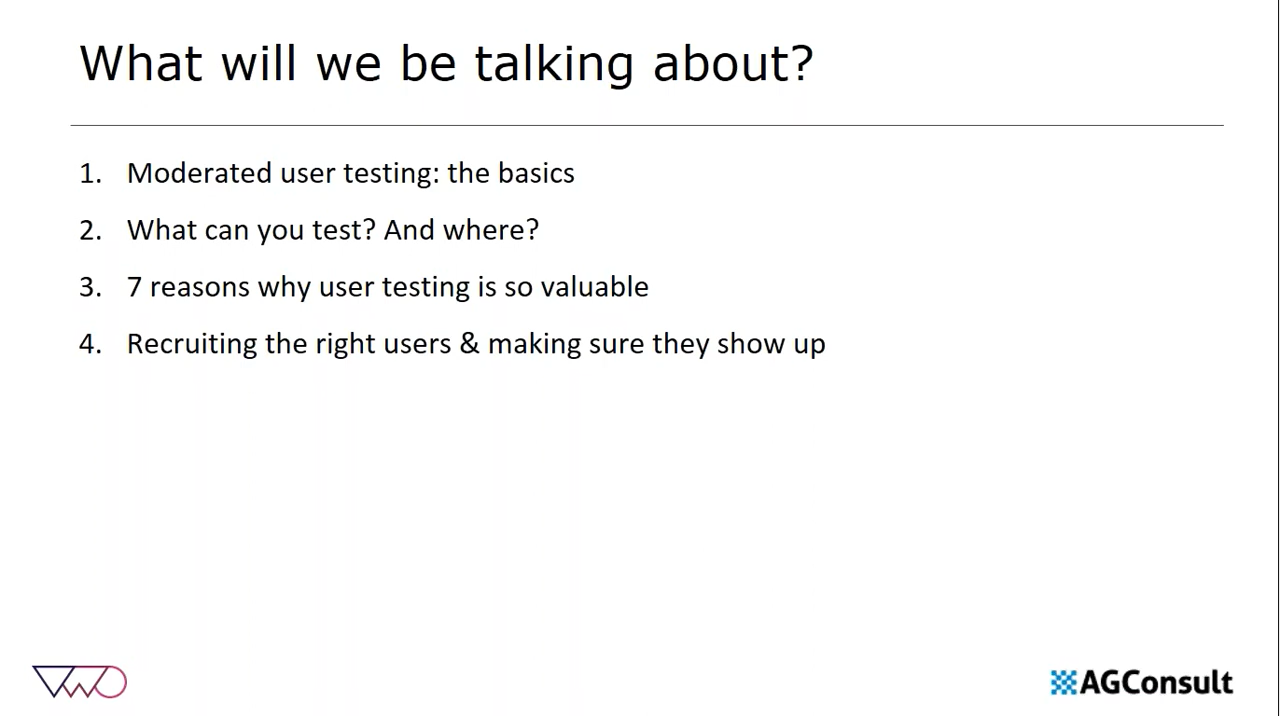 What will we be talking about?
1. Moderated user testing: the basics
2. What can you test? And where?
3. 7 reasons why user testing is so valuable
4. Recruiting the right users & making sure they show up
VWO
AGConsult